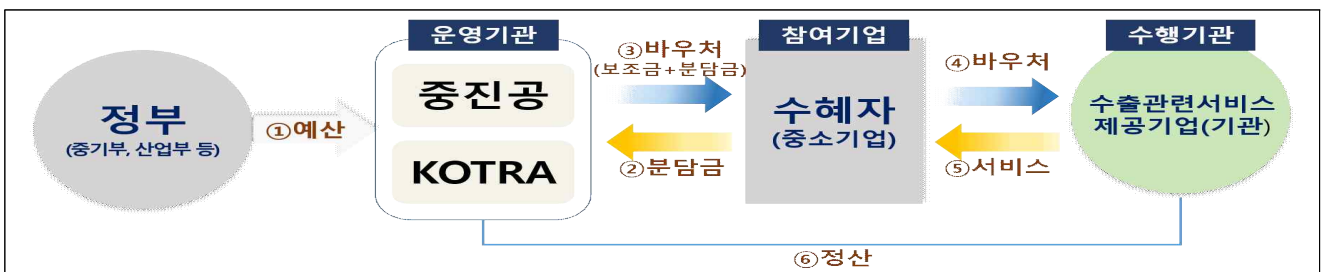 정부
(중기부, 산업부 등)
①예산
운영기관
중진공
KOTRA
③바우처
(보조금+분담금)
②분담금
참여기업
수혜자
(중소기업)
④바우처
⑤서비스
수행기관
수출관련서비스
제공기업(기관)
⑥정산